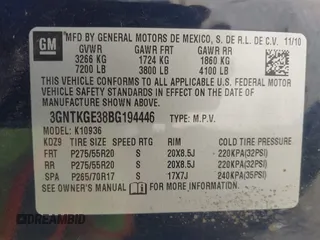 GM
MFD BY GENERAL MOTORS DE MEXICO, S. DE R.L. DE C.V. 11/10
GVWR GAWR FRT GAWR RR
3266 KG 1724 KG 1860 KG
7200 LB 3800 LB 4100 LB
THIS VEHICLE CONFORMS TO ALL APPLICABLE U.S. FEDERAL MOTOR
VEHICLE SAFETY STANDARDS IN EFFECT ON THE DATE OF
MANUFACTURE SHOWN ABOVE.
3GNTKGE38BG194446 TYPE: M.P.V.
MODEL: K10936
KDZ9 TIRE SIZE SPEED RTG RIM COLD TIRE PRESSURE
FRT P275/55R20 S 20X8.5J 220KPA(32PSI)
RR P275/55R20 S 20X8.5J 220KPA(32PSI)
SPA P265/70R17 S 17X7J 240KPA(35PSI)
SEE OWNER'S MANUAL FOR ADDITIONAL INFORMATION
© AutoBidMaster
DREAMBID